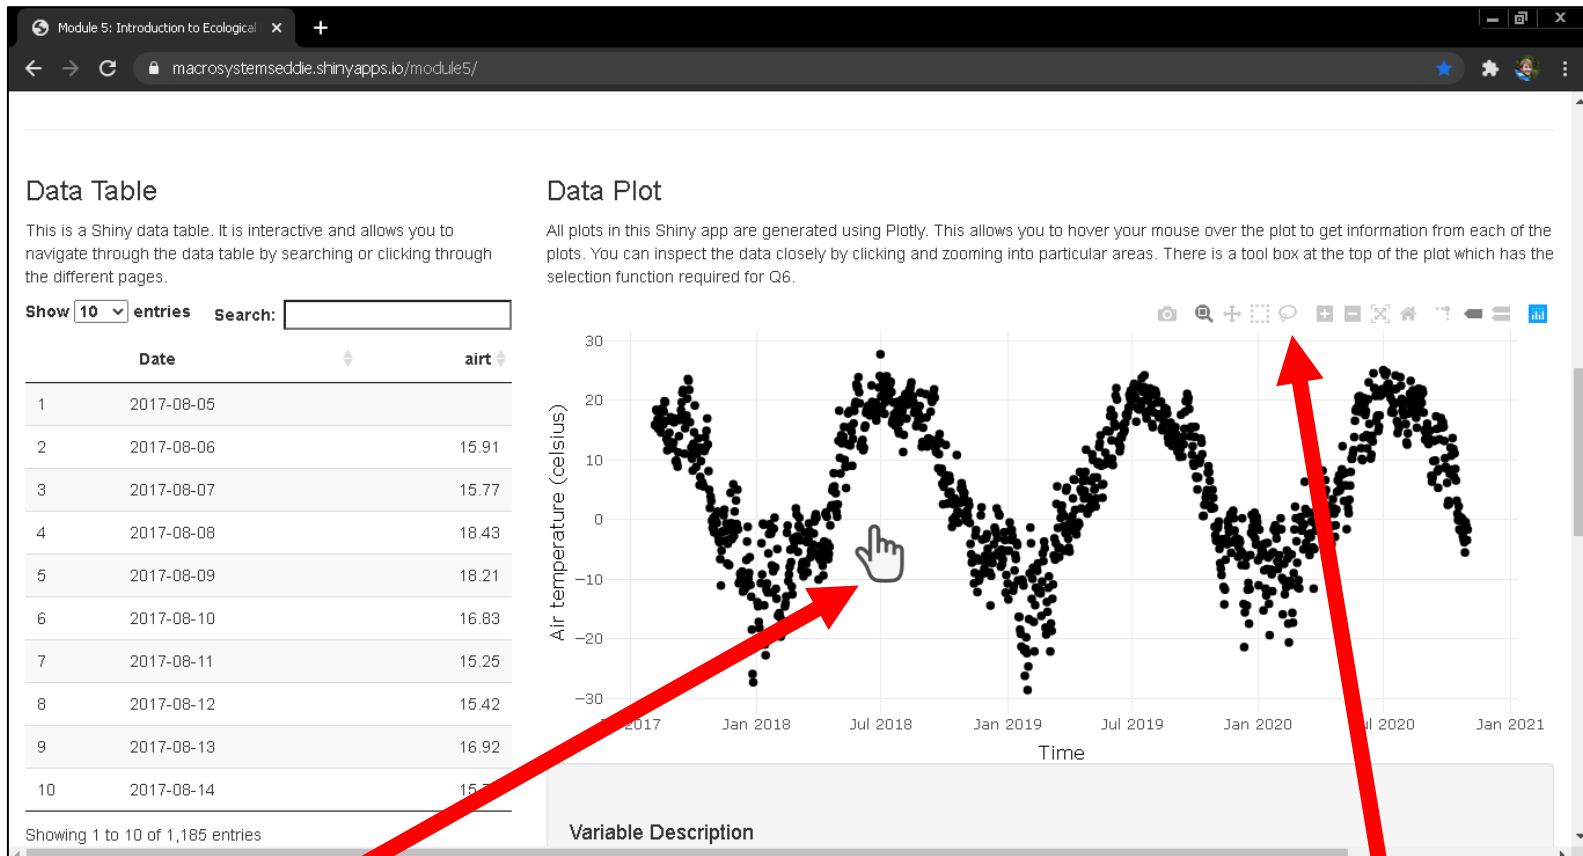 Module 5: Introduction to Ecological
macrosystemseddie.shinyapps.io/module5/
Data Table
This is a Shiny data table. It is interactive and allows you to
navigate through the data table by searching or clicking through
the different pages.
Show 10 entries Search:
Date airt
1 2017-08-05
2 2017-08-06 15.91
3 2017-08-07 15.77
4 2017-08-08 18.43
5 2017-08-09 18.21
6 2017-08-10 16.83
7 2017-08-11 15.25
8 2017-08-12 15.42
9 2017-08-13 16.92
10 2017-08-14
Showing 1 to 10 of 1,185 entries
Data Plot
All plots in this Shiny app are generated using Plotly. This allows you to hover your mouse over the plot to get information from each of the
plots. You can inspect the data closely by clicking and zooming into particular areas. There is a tool box at the top of the plot which has the
selection function required for Q6.
30
20
10
0
−10
−20
−30
Air temperature (celsius)
2017 Jan 2018 Jul 2018 Jan 2019 Jul 2019 Jan 2020 2020 Jan 2021
Time
Variable Description